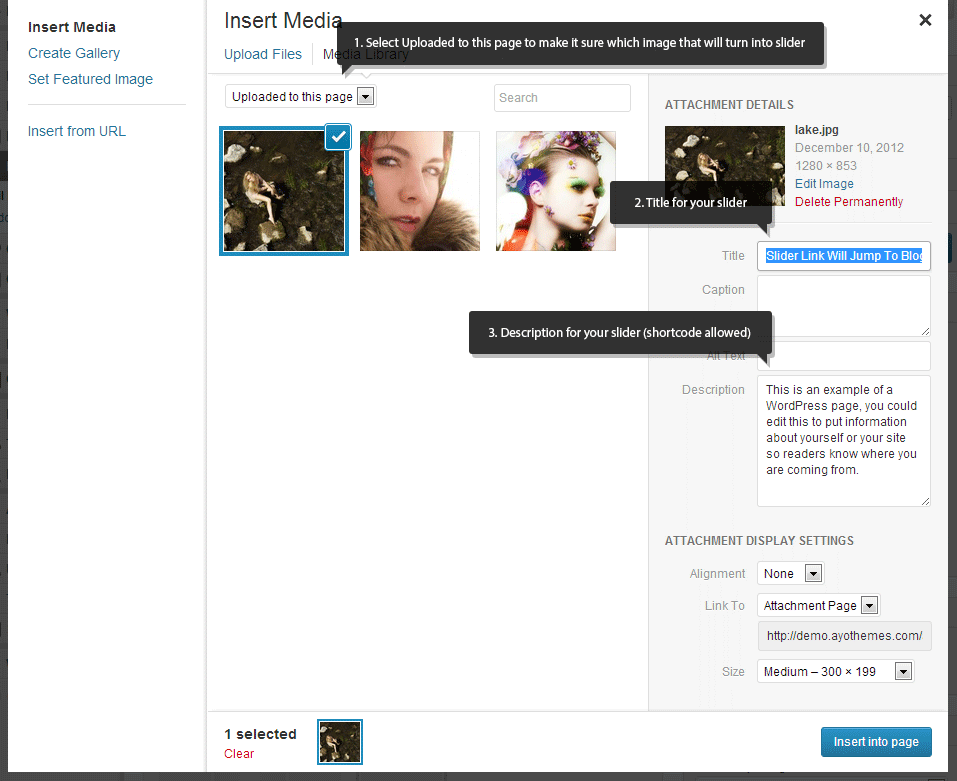 Insert Media
Create Gallery
Set Featured Image
Insert from URL
Insert Media
Upload Files
Media Library
1. Select Uploaded to this page to make it sure which image that will turn into slider
Uploaded to this page
Search
ATTACHMENT DETAILS
lake.jpg
December 10, 2012
1280 × 853
Edit Image
Delete Permanently
2. Title for your slider
Title
Slider Link Will Jump To Blog
Caption
3. Description for your slider (shortcode allowed)
Alt Text
Description
This is an example of a
WordPress page, you could
edit this to put information
about yourself or your site
so readers know where you
are coming from.
ATTACHMENT DISPLAY SETTINGS
Alignment
None
Link To
Attachment Page
http://demo.ayothemes.com/
Size
Medium – 300 × 199
1 selected
Clear
Insert into page